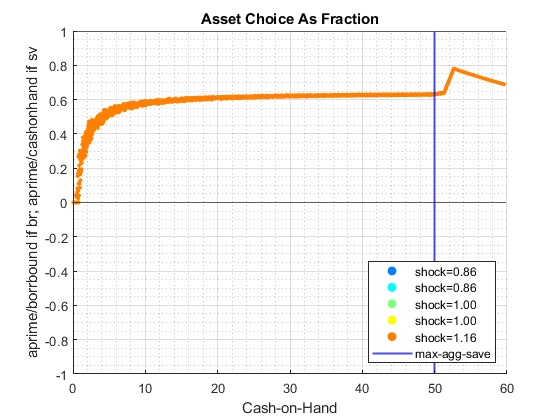 Asset Choice As Fraction
aprime/borrbound if br; aprime/cashonhand if sv
1
0.8
0.6
0.4
0.2
0
-0.2
-0.4
-0.6
-0.8
-1
shock=0.86
shock=0.86
shock=1.00
shock=1.00
shock=1.16
max-agg-save
0 10 20 30 40 50 60
Cash-on-Hand